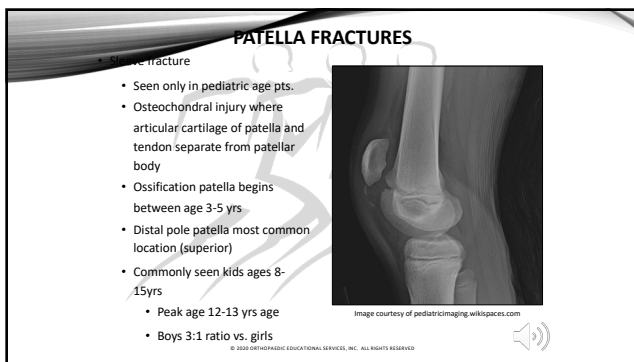 PATELLA FRACTURES
• Sleeve fracture
• Seen only in pediatric age pts.
• Osteochondral injury where
articular cartilage of patella and
tendon separate from patellar
body
• Ossification patella begins
between age 3-5 yrs
• Distal pole patella most common
location (superior)
• Commonly seen kids ages 8-
15yrs
• Peak age 12-13 yrs age
• Boys 3:1 ratio vs. girls
Image courtesy of pediatricimaging.wikispaces.com
© 2020 ORTHOPAEDIC EDUCATIONAL SERVICES, INC. ALL RIGHTS RESERVED